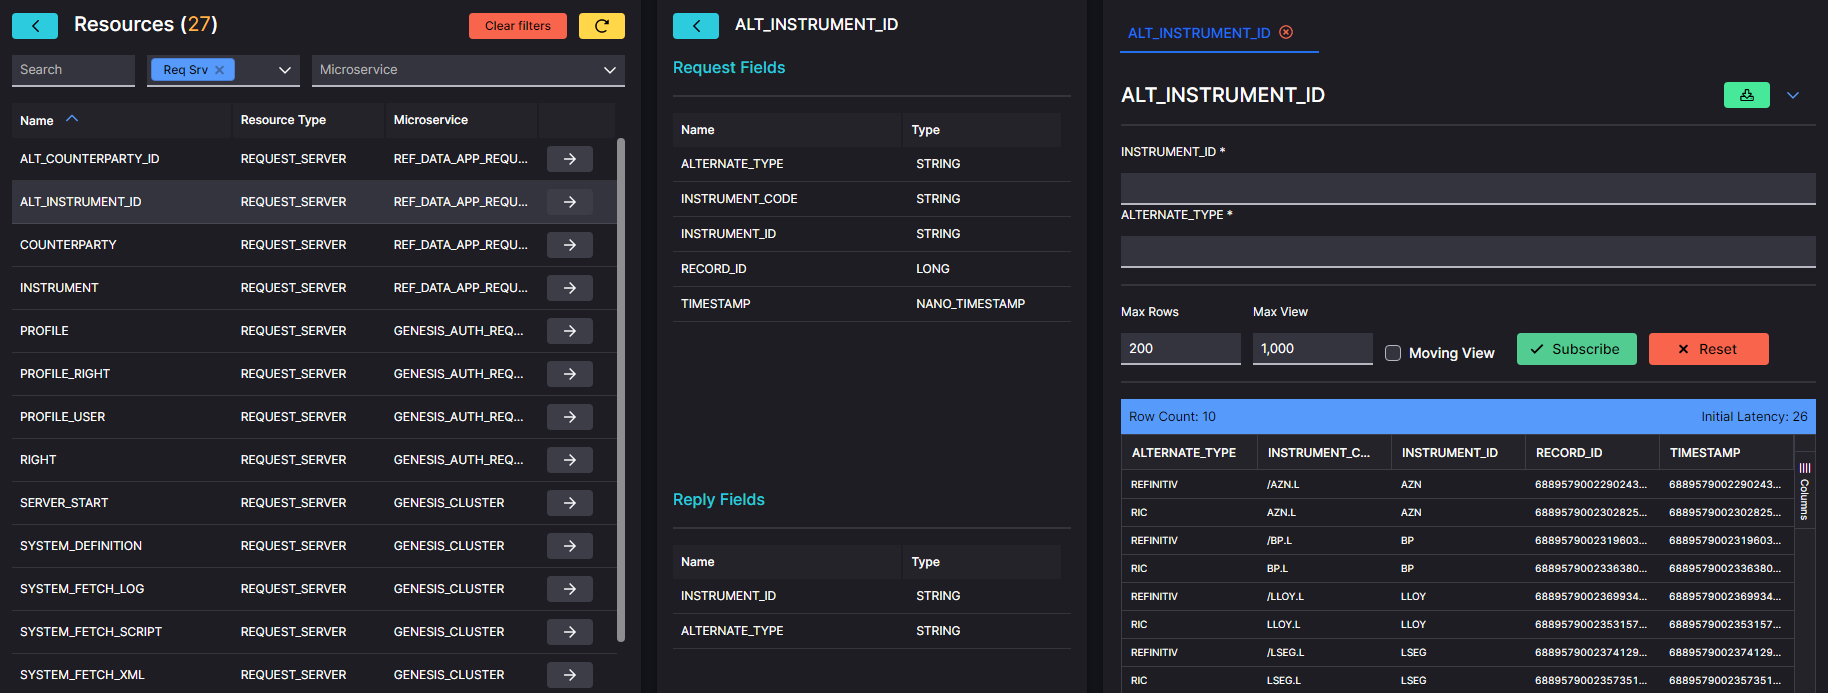 Resources (27)
Clear filters
Search
Req Srv
Microservice
Name
Resource Type
Microservice
ALT_COUNTERPARTY_ID
REQUEST_SERVER
REF_DATA_APP_REQU...
ALT_INSTRUMENT_ID
REQUEST_SERVER
REF_DATA_APP_REQU...
COUNTERPARTY
REQUEST_SERVER
REF_DATA_APP_REQU...
INSTRUMENT
REQUEST_SERVER
REF_DATA_APP_REQU...
PROFILE
REQUEST_SERVER
GENESIS_AUTH_REQ...
PROFILE_RIGHT
REQUEST_SERVER
GENESIS_AUTH_REQ...
PROFILE_USER
REQUEST_SERVER
GENESIS_AUTH_REQ...
RIGHT
REQUEST_SERVER
GENESIS_AUTH_REQ...
SERVER_START
REQUEST_SERVER
GENESIS_CLUSTER
SYSTEM_DEFINITION
REQUEST_SERVER
GENESIS_CLUSTER
SYSTEM_FETCH_LOG
REQUEST_SERVER
GENESIS_CLUSTER
SYSTEM_FETCH_SCRIPT
REQUEST_SERVER
GENESIS_CLUSTER
SYSTEM_FETCH_XML
REQUEST_SERVER
GENESIS_CLUSTER
ALT_INSTRUMENT_ID
Request Fields
Name
Type
ALTERNATE_TYPE
STRING
INSTRUMENT_CODE
STRING
INSTRUMENT_ID
STRING
RECORD_ID
LONG
TIMESTAMP
NANO_TIMESTAMP
Reply Fields
Name
Type
INSTRUMENT_ID
STRING
ALTERNATE_TYPE
STRING
ALT_INSTRUMENT_ID
ALT_INSTRUMENT_ID
INSTRUMENT_ID *
ALTERNATE_TYPE *
Max Rows
Max View
200
1,000
Moving View
Subscribe
Reset
Row Count: 10
Initial Latency: 26
ALTERNATE_TYPE
INSTRUMENT_C...
INSTRUMENT_ID
RECORD_ID
TIMESTAMP
Columns
REFINITIV
/AZN.L
AZN
6889579002290243...
6889579002290243...
RIC
AZN.L
AZN
6889579002302825...
6889579002302825...
REFINITIV
/BP.L
BP
6889579002319603...
6889579002319603...
RIC
BP.L
BP
6889579002336380...
6889579002336380...
REFINITIV
/LLOY.L
LLOY
6889579002369934...
6889579002369934...
RIC
LLOY.L
LLOY
6889579002353157...
6889579002353157...
REFINITIV
/LSEG.L
LSEG
6889579002374129...
6889579002374129...
RIC
LSEG.L
LSEG
6889579002357351...
6889579002357351...